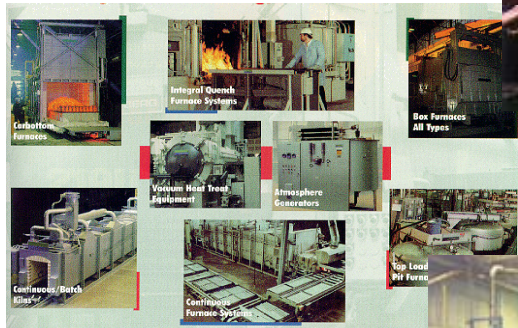 Integral Quench
Furnace Systems
Carbottom
Furnaces
Box Furnaces
All Types
Vacuum Heat Treat
Equipment
Atmosphere
Generators
Continuous/Batch
Kilns
Top Load
Pit Furna
Continuous
Furnace Systems